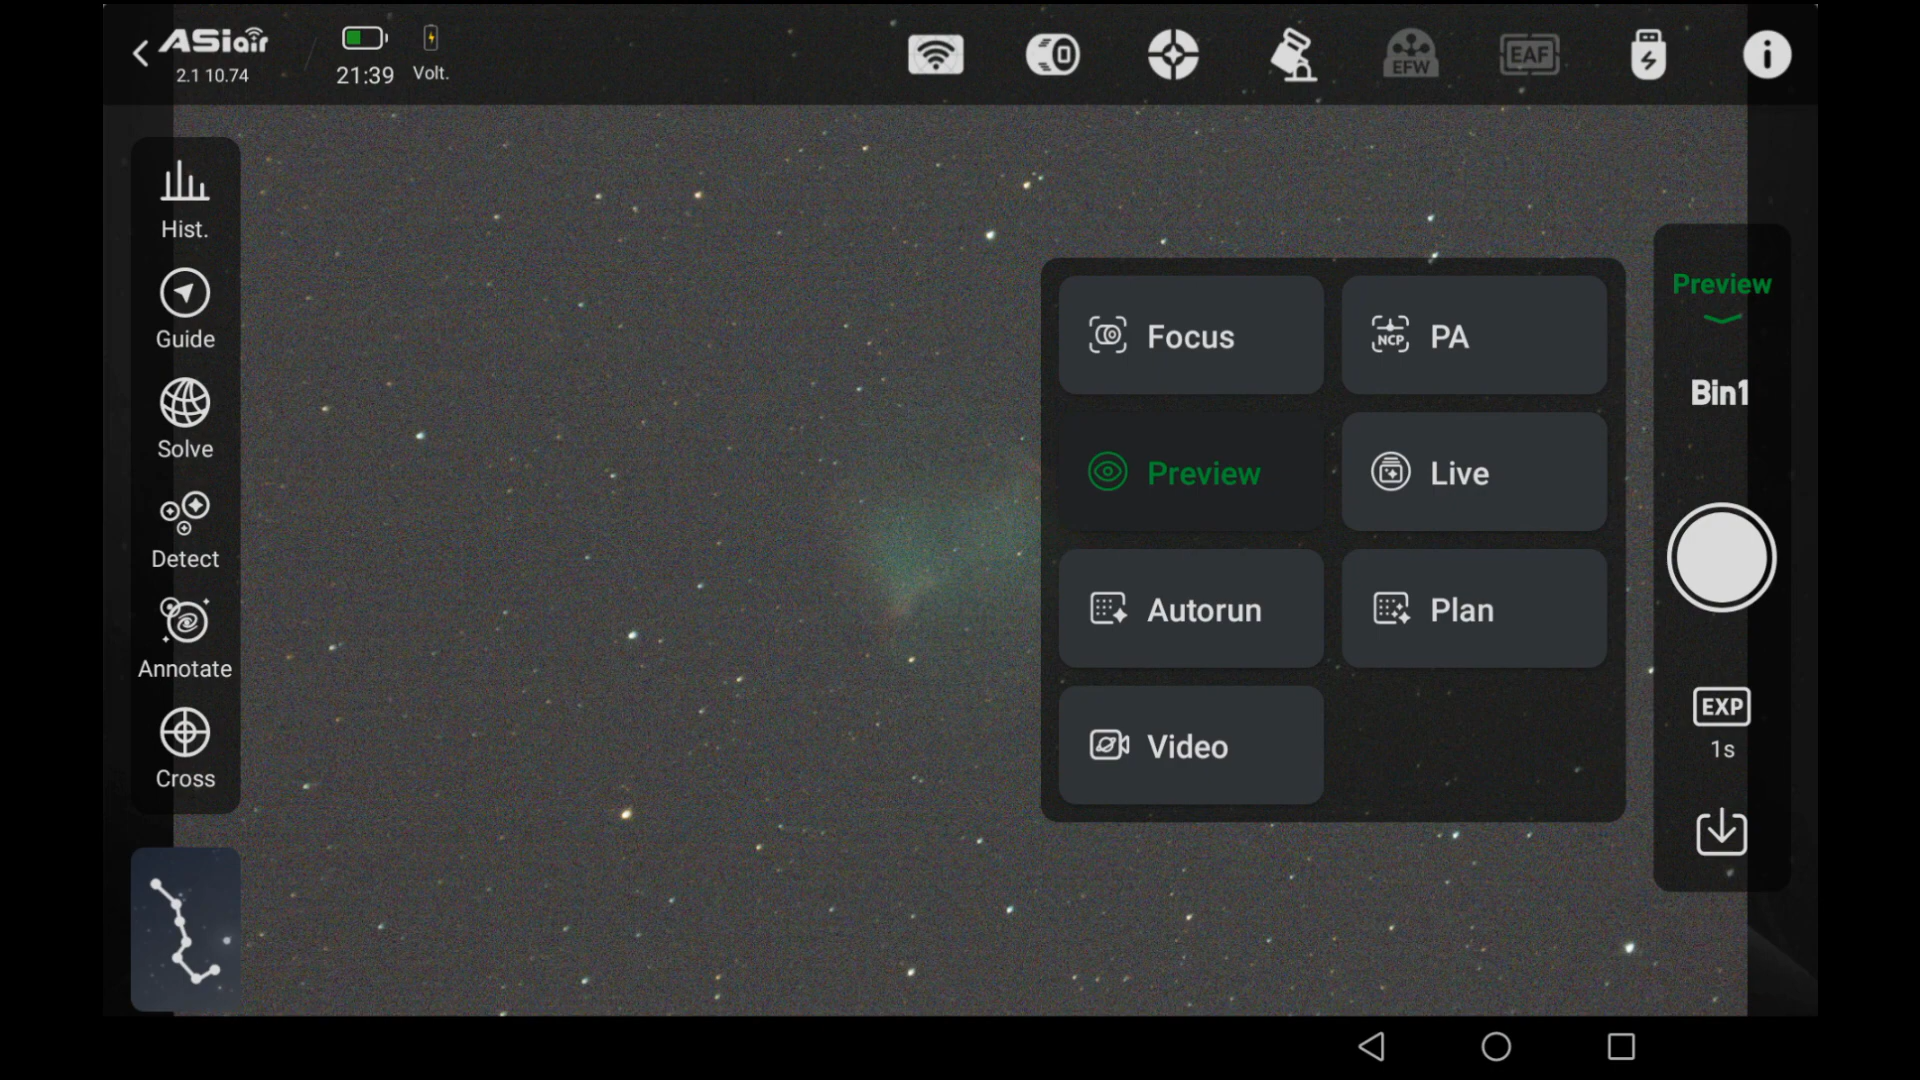 ASiair
2.1 10.74
21:39
Volt.
EFW
EAF
Hist.
Guide
Solve
Detect
Annotate
Cross
Focus
NCP
PA
Preview
Live
Autorun
Plan
Video
Preview
Bin1
EXP
1s